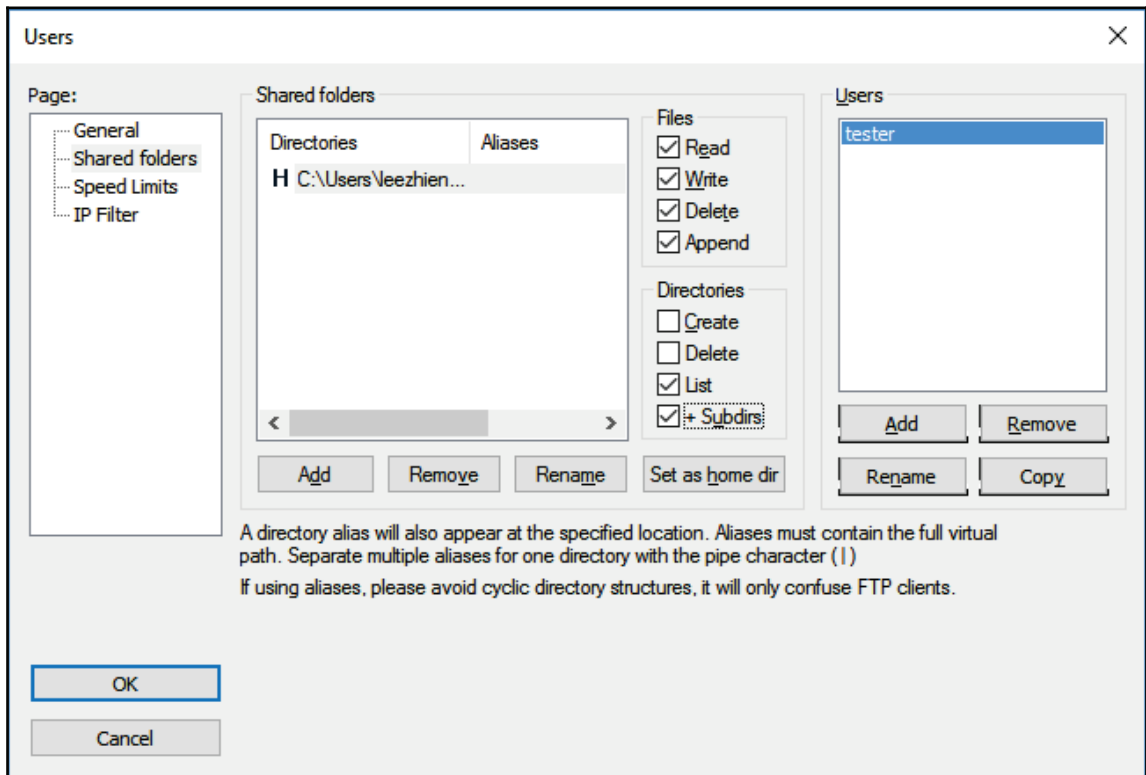 Users
Page:
General
Shared folders
Speed Limits
IP Filter
Shared folders
Directories Aliases
H C:\Users\leezhien...
Files
Read
Write
Delete
Append
Directories
Create
Delete
List
+ Subdirs
Add Remove Rename Set as home dir
Users
tester
Add Remove
Rename Copy
A directory alias will also appear at the specified location. Aliases must contain the full virtual
path. Separate multiple aliases for one directory with the pipe character (|)
If using aliases, please avoid cyclic directory structures, it will only confuse FTP clients.
OK
Cancel